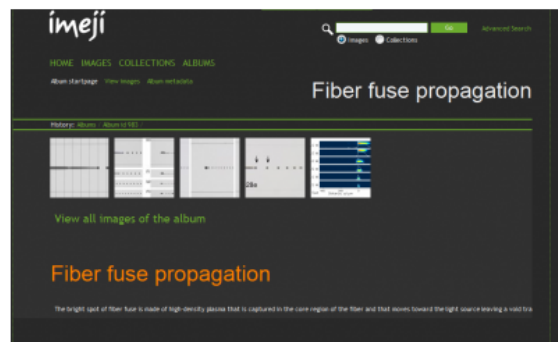 imeji
Go
Advanced Search
Images Collections
HOME IMAGES COLLECTIONS ALBUMS
Album startpage View images Album metadata
Fiber fuse propagation
History: Albums / Album id
28a
View all images of the album
Fiber fuse propagation
The bright spot of fiber fuse is made of high-density plasma that is captured in the core region of the fiber and that moves toward the light source leaving a void tra